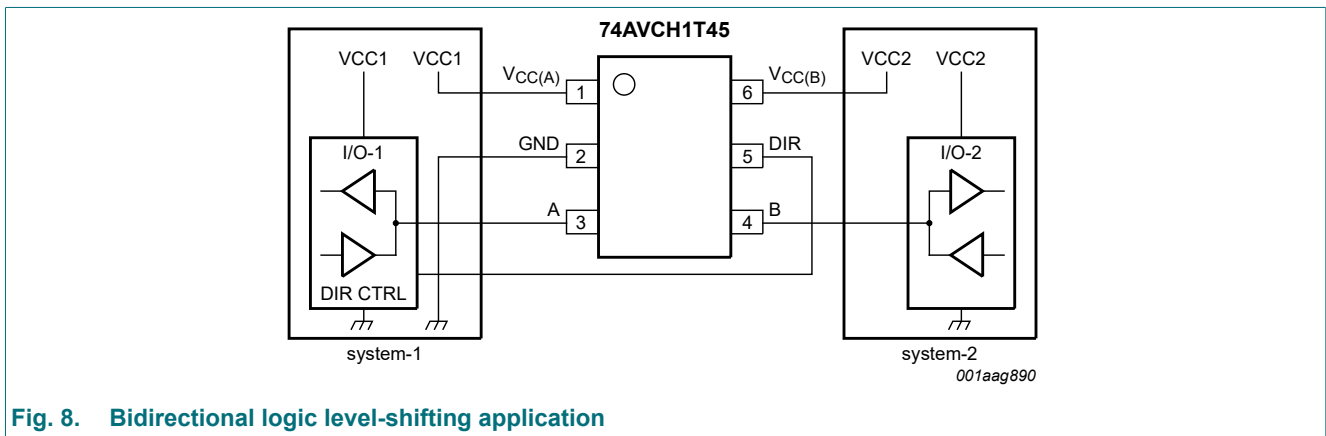 74AVCH1T45
VCC1 VCC1 VCC(A) 1 6 VCC(B) VCC2 VCC2
I/O-1 GND 2 5 DIR I/O-2
A 3 4 B
DIR CTRL
system-1 system-2
001aag890
Fig. 8. Bidirectional logic level-shifting application